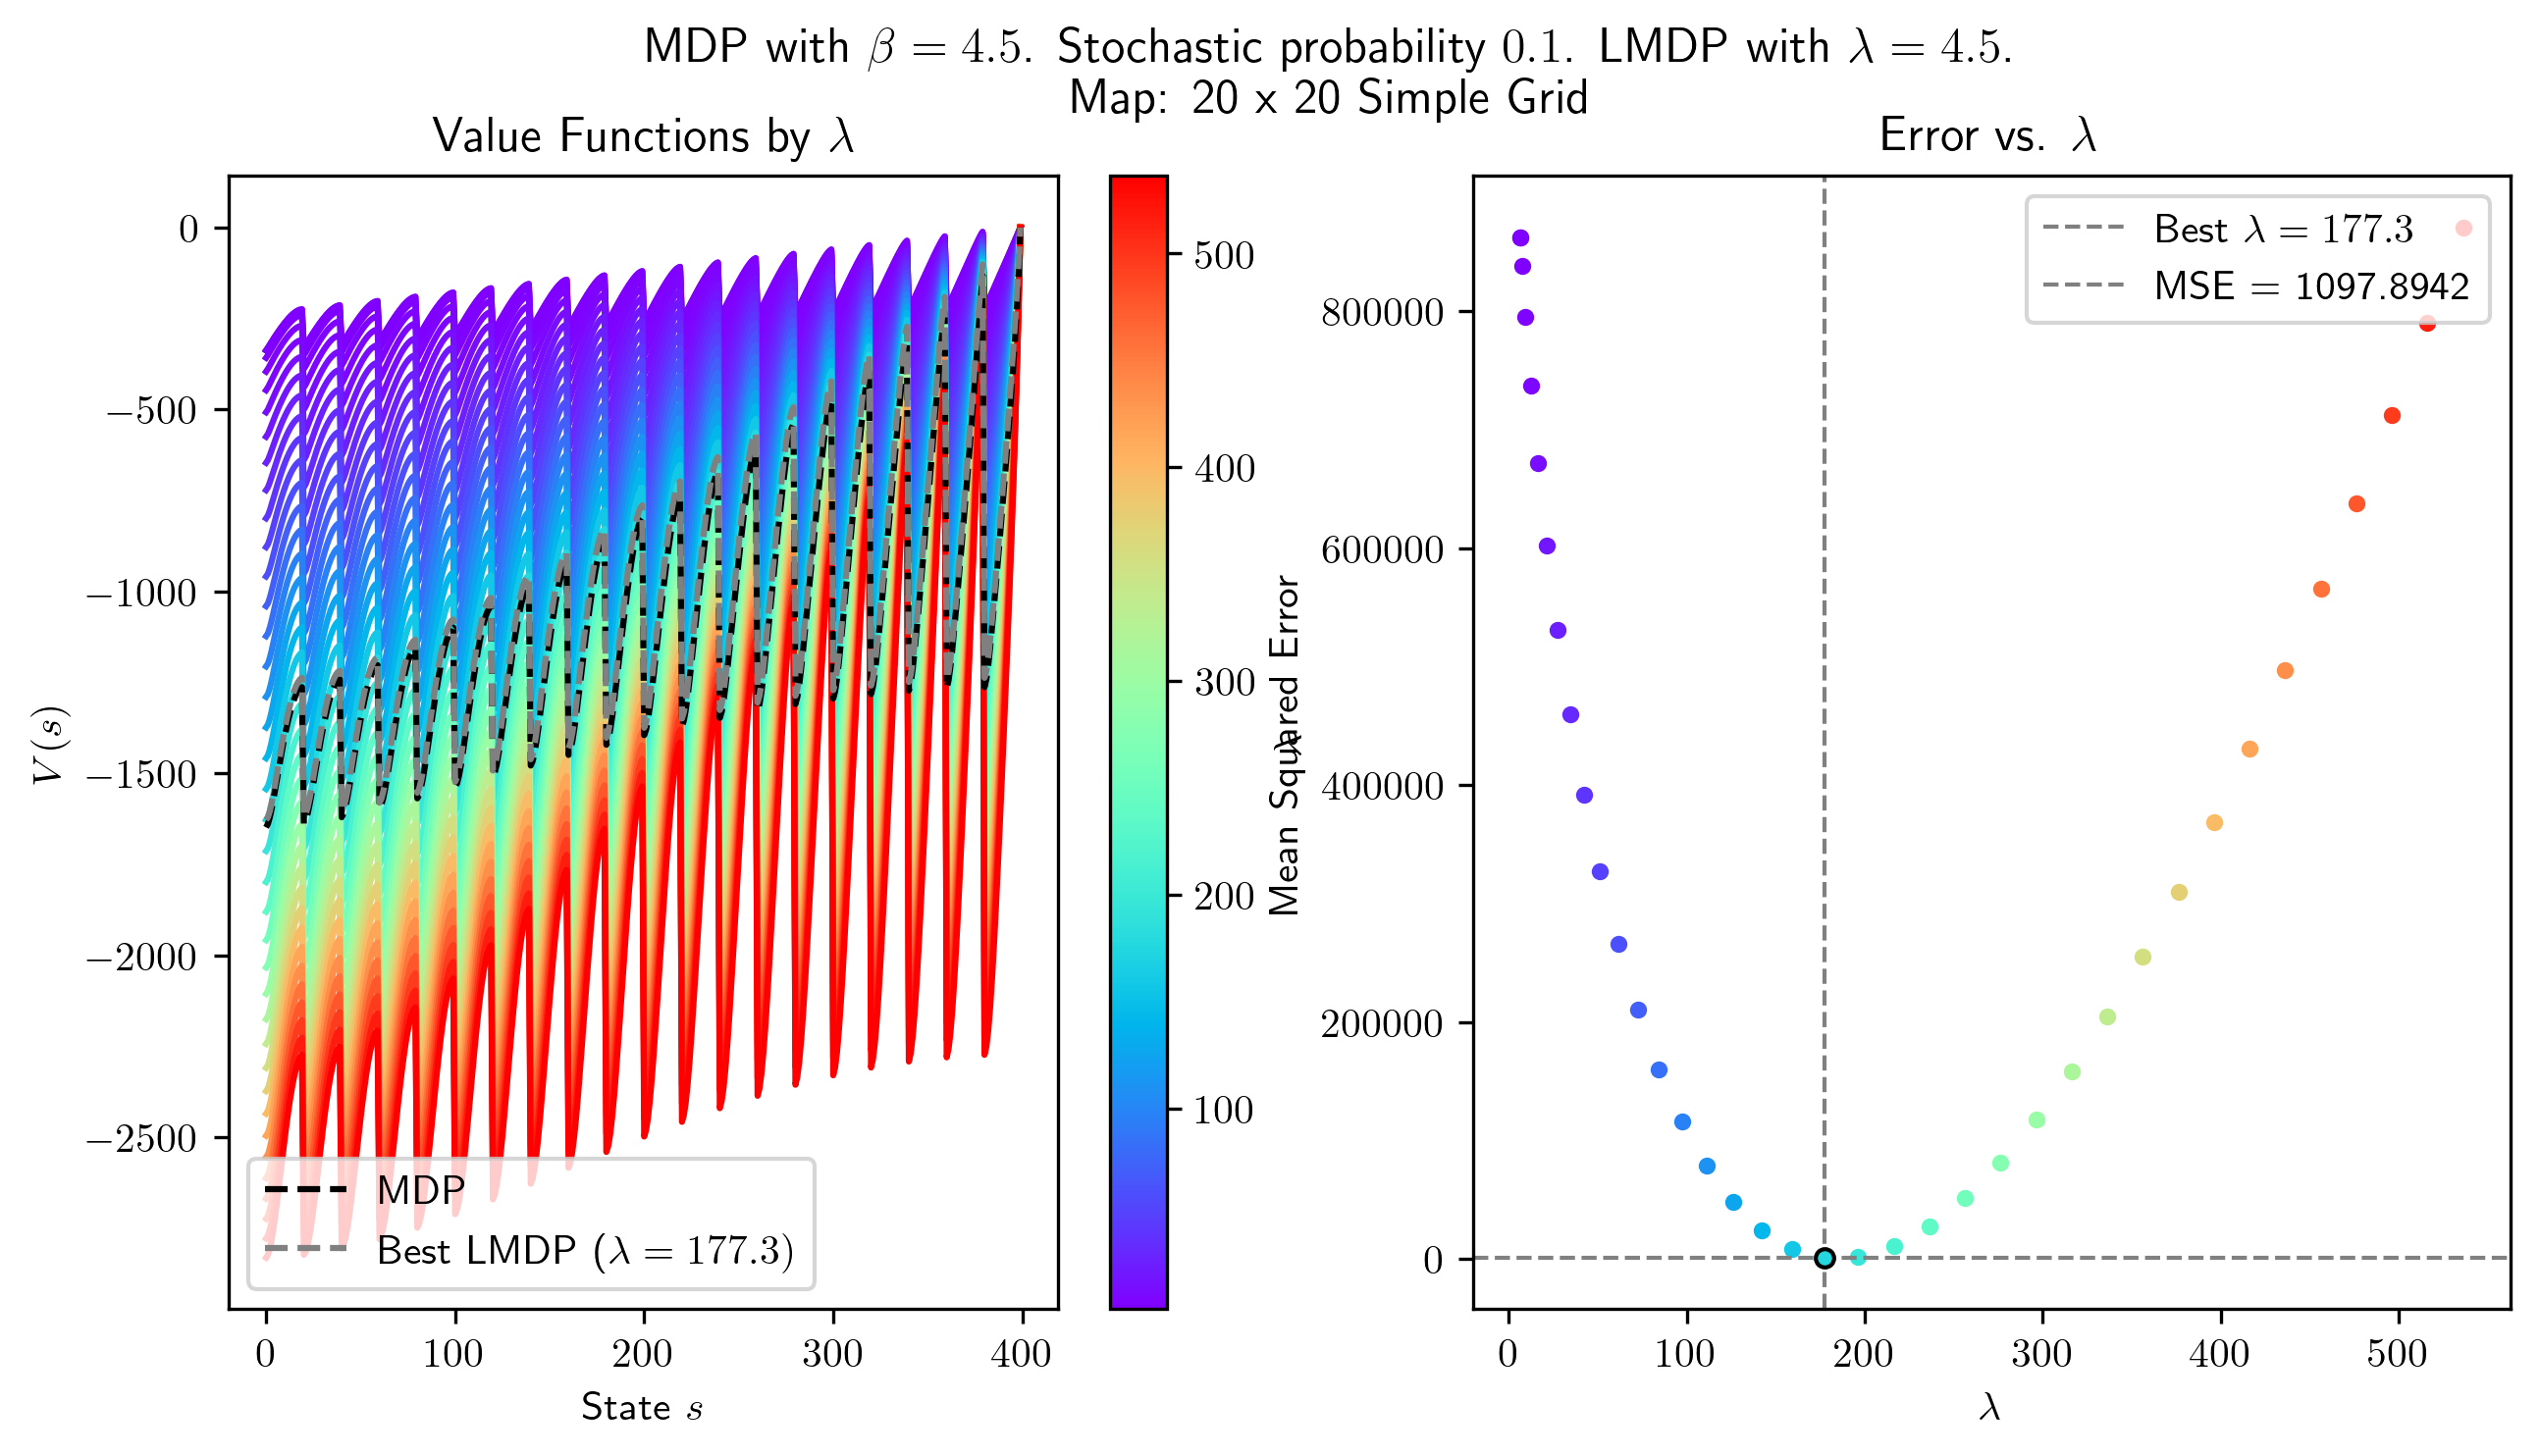 MDP with β = 4.5. Stochastic probability 0.1. LMDP with λ = 4.5.
Map: 20 x 20 Simple Grid
Value Functions by λ
0
−500
−1000
−1500
−2000
−2500
V(s)
0
100
200
300
400
State s
MDP
Best LMDP (λ = 177.3)
500
400
300
200
100
λ
Error vs. λ
Mean Squared Error
800000
600000
400000
200000
0
0
100
200
300
400
500
λ
Best λ = 177.3
MSE = 1097.8942